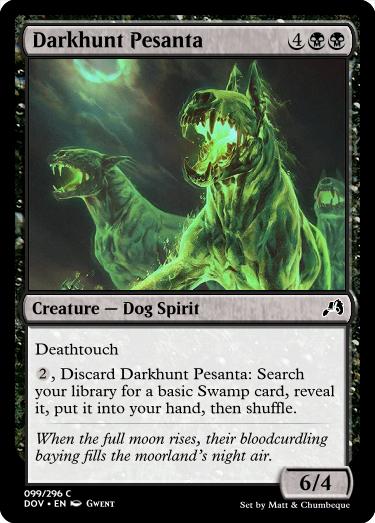 Darkhunt Pesanta 4
Creature — Dog Spirit
Deathtouch
2, Discard Darkhunt Pesanta: Search
your library for a basic Swamp card, reveal
it, put it into your hand, then shuffle.
When the full moon rises, their bloodcurdling
baying fills the moorland's night air.
6/4
099/296 C
DOV • EN Gwent
Set by Matt & Chumbeque